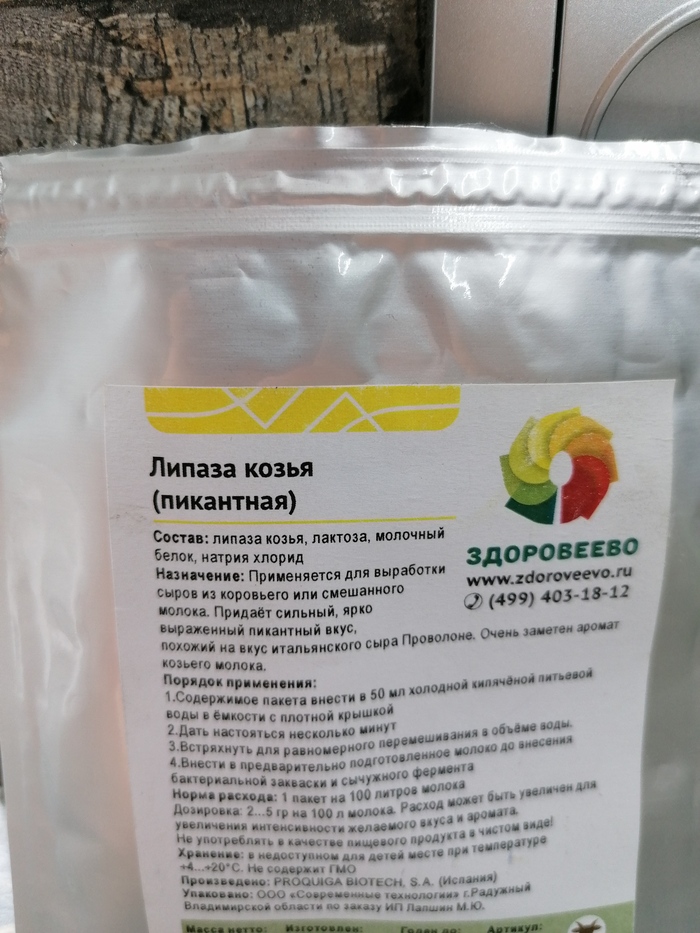 Липаза козья
(пикантная)
Состав: липаза козья, лактоза, молочный
белок, натрия хлорид
Назначение: Применяется для выработки
сыров из коровьего или смешанного
молока. Придаёт сильный, ярко
выраженный пикантный вкус,
похожий на вкус итальянского сыра Проволоне. Очень заметен аромат
козьего молока.
ЗДОРОВЕЕВО
www.zdoroveevo.ru
(499) 403-18-12
Порядок применения:
1.Содержимое пакета внести в 50 мл холодной кипячёной питьевой
воды в ёмкости с плотной крышкой
2.Дать настояться несколько минут
3.Встряхнуть для равномерного перемешивания в объёме воды.
4.Внести в предварительно подготовленное молоко до внесения
бактериальной закваски и сычужного фермента
Норма расхода: 1 пакет на 100 литров молока
Дозировка: 2...5 гр на 100 л молока. Расход может быть увеличен для
увеличения интенсивности желаемого вкуса и аромата.
Не употреблять в качестве пищевого продукта в чистом виде!
Хранение: в недоступном для детей месте при температуре
+4...+20°С. Не содержит ГМО
Произведено: PROQUIGA BIOTECH, S.A. (Испания)
Упаковано: ООО «Современные технологии» г.Радужный
Владимирской области по заказу ИП Лапшин М.Ю.
Масса нетто: Изготовлен: Годен до: Артикул: